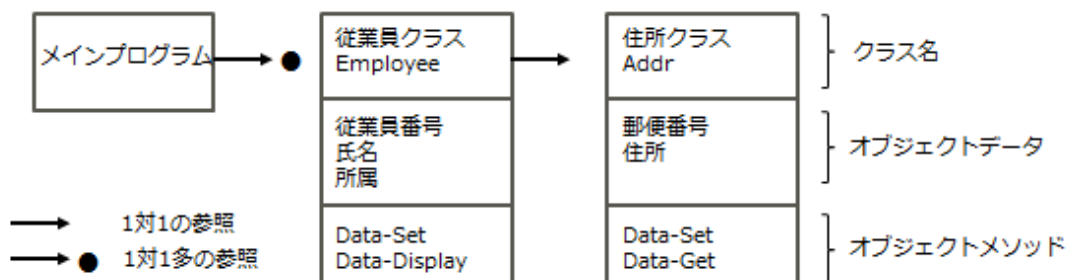 メインプログラム
従業員クラス
Employee
住所クラス
Addr
クラス名
従業員番号
氏名
所属
郵便番号
住所
オブジェクトデータ
1対1の参照
1対1多の参照
Data-Set
Data-Display
Data-Set
Data-Get
オブジェクトメソッド